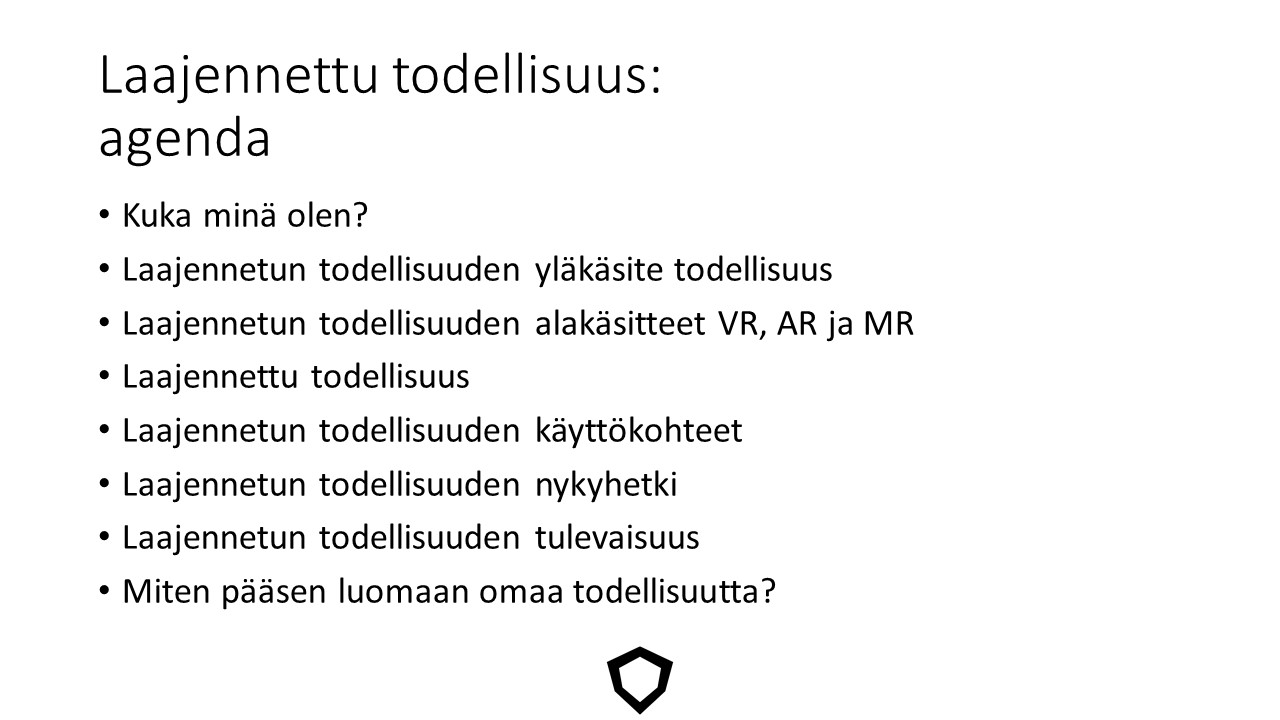 Laajennettu todellisuus:
agenda
• Kuka minä olen?
• Laajennetun todellisuuden yläkäsite todellisuus
• Laajennetun todellisuuden alakäsitteet VR, AR ja MR
• Laajennettu todellisuus
• Laajennetun todellisuuden käyttökohteet
• Laajennetun todellisuuden nykyhetki
• Laajennetun todellisuuden tulevaisuus
• Miten pääsen luomaan omaa todellisuutta?